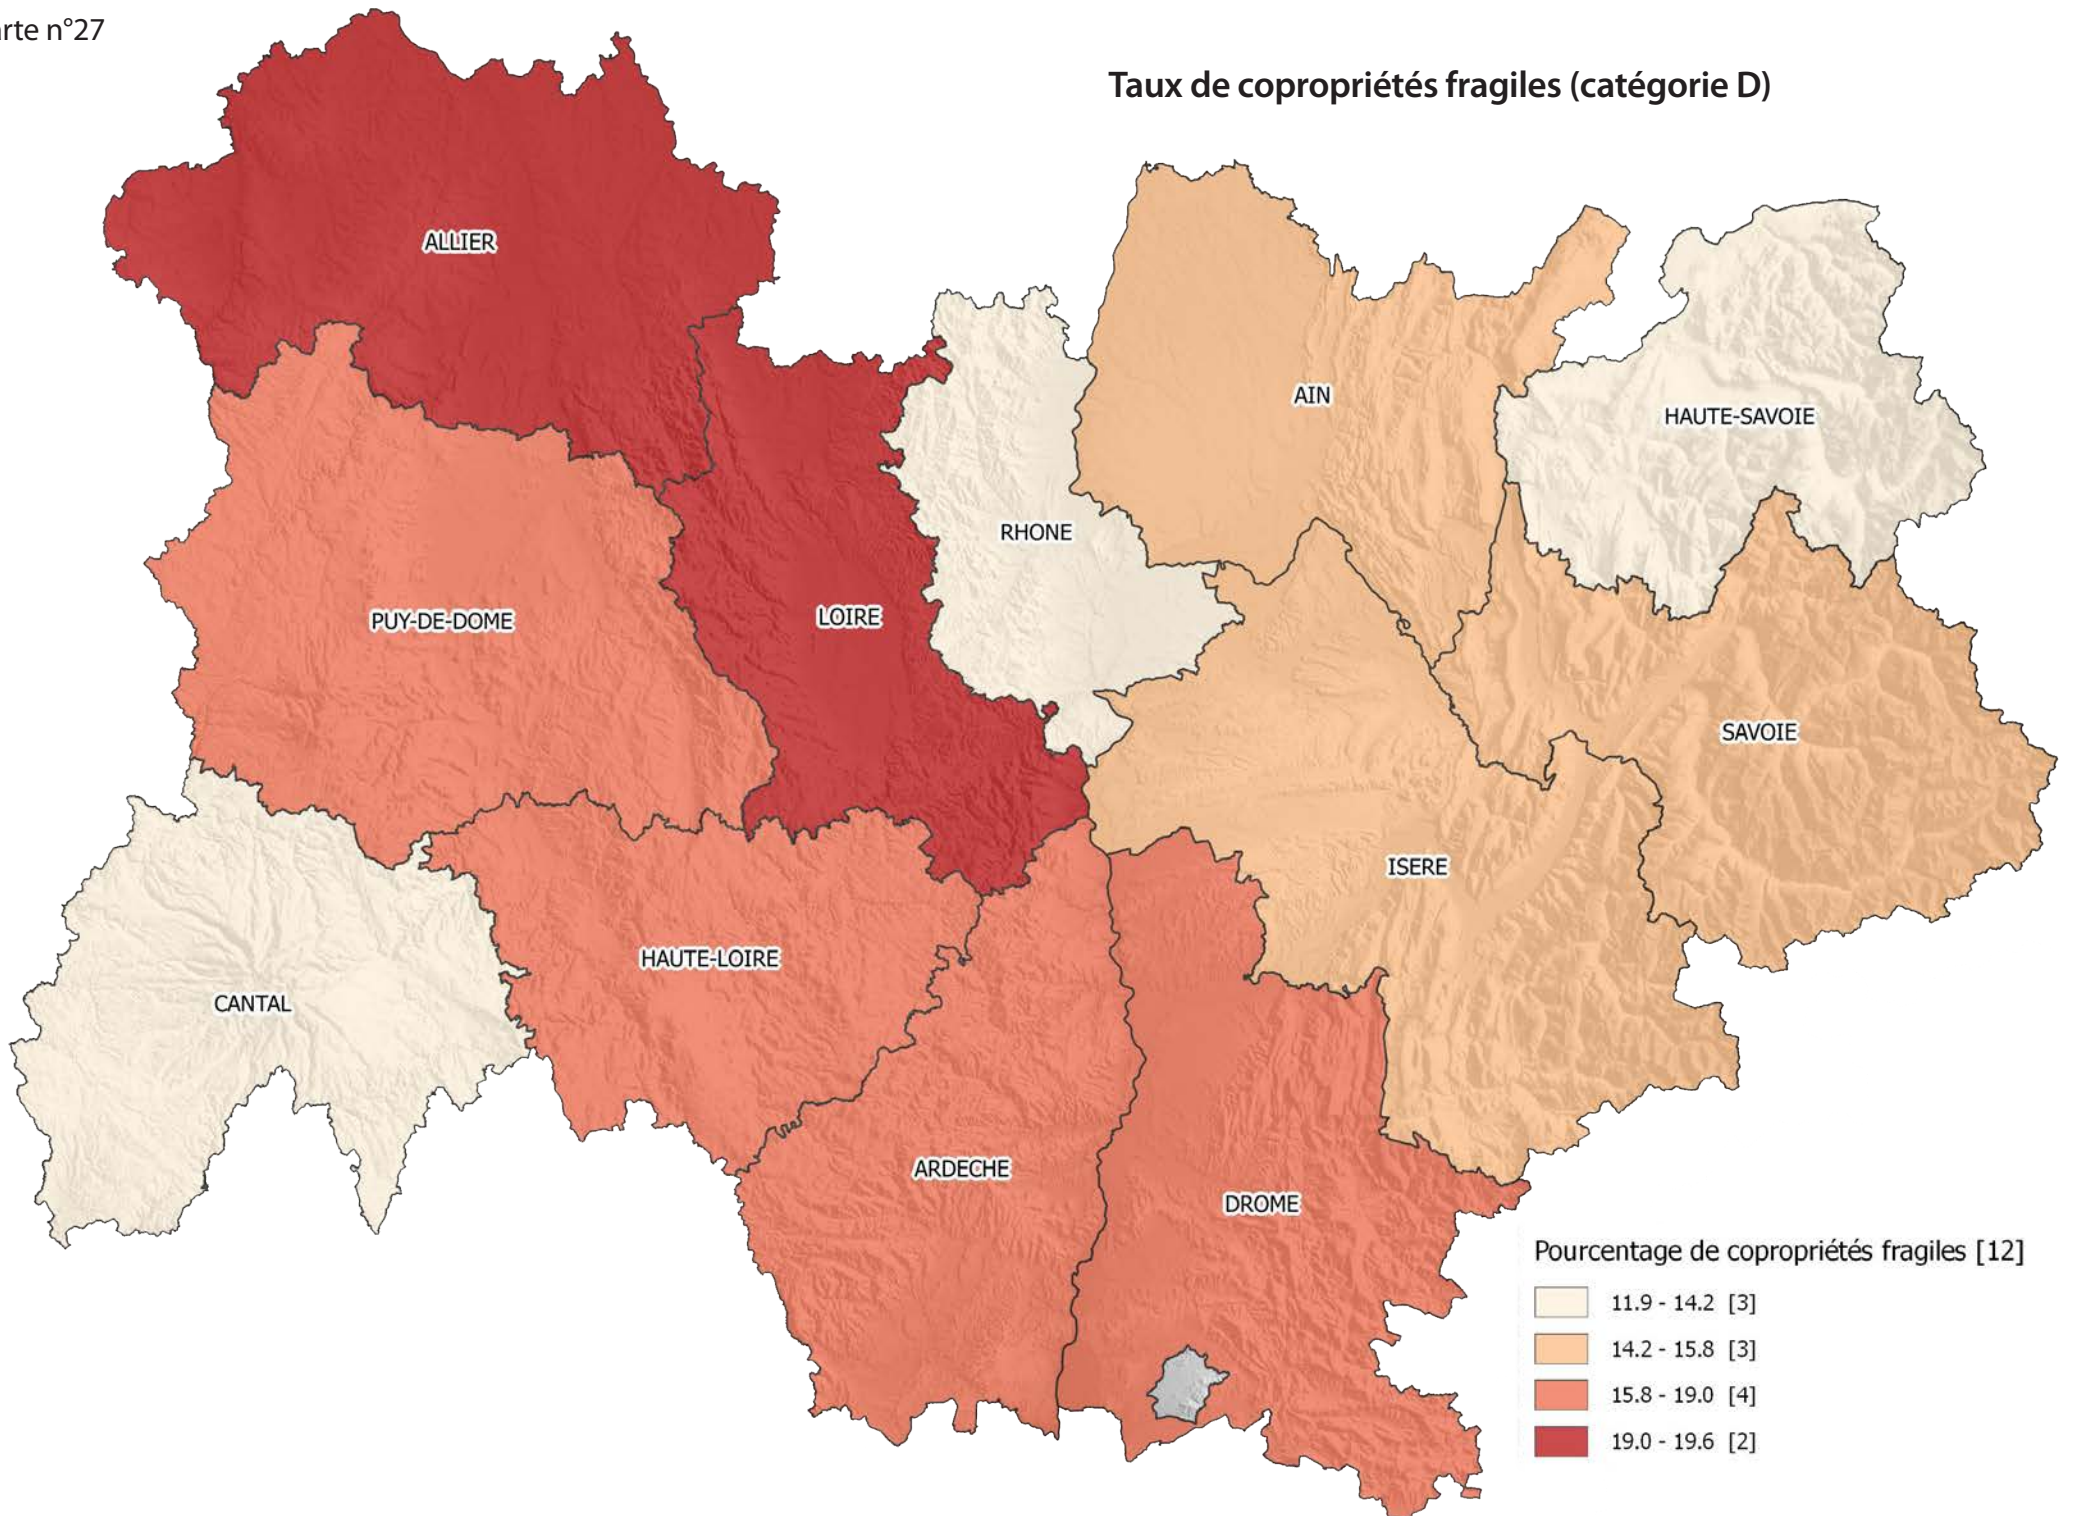 arte n°27
Taux de copropriétés fragiles (catégorie D)
ALLIER
AIN
HAUTE-SAVOIE
RHONE
LOIRE
PUY-DE-DOME
SAVOIE
ISERE
HAUTE-LOIRE
CANTAL
ARDECHE
DROME
Pourcentage de copropriétés fragiles [12]
11.9 - 14.2 [3]
14.2 - 15.8 [3]
15.8 - 19.0 [4]
19.0 - 19.6 [2]